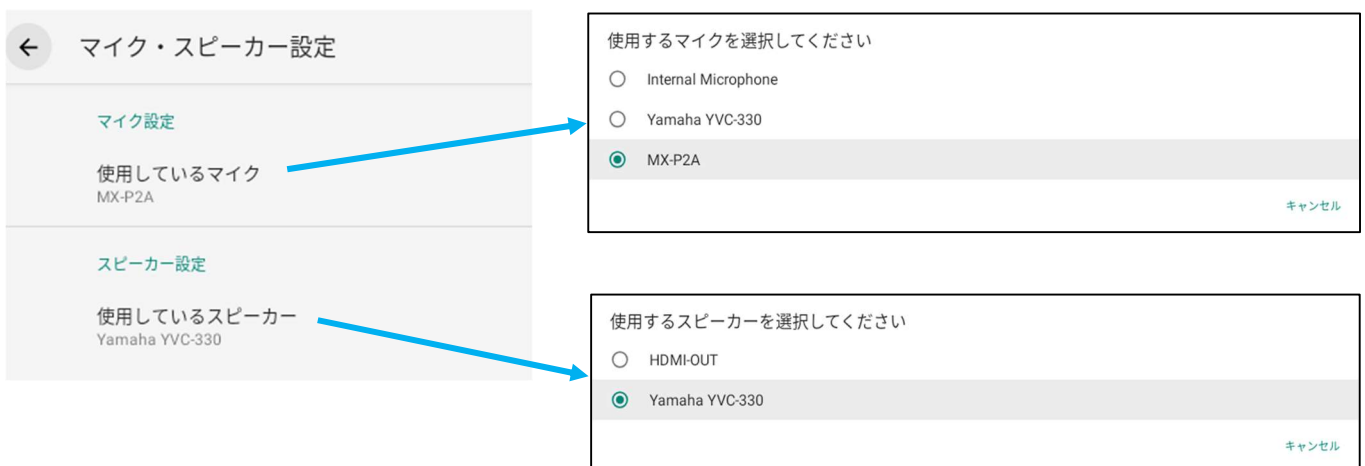 マイク・スピーカー設定
マイク設定
使用しているマイク
MX-P2A
スピーカー設定
使用しているスピーカー
Yamaha YVC-330
使用するマイクを選択してください
Internal Microphone
Yamaha YVC-330
MX-P2A
キャンセル
使用するスピーカーを選択してください
HDMI-OUT
Yamaha YVC-330
キャンセル